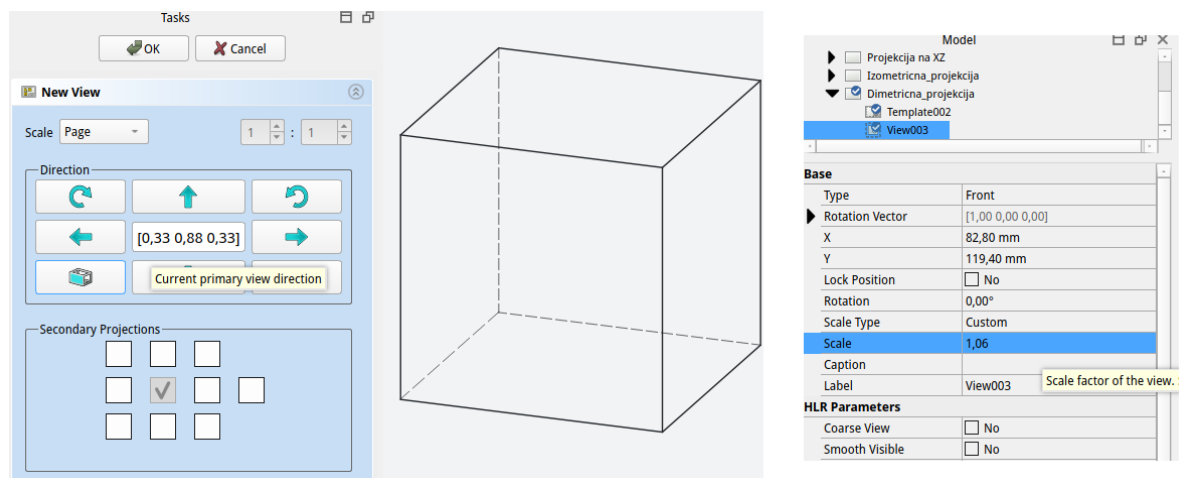 Tasks
OK Cancel
New View
Scale Page 1 : 1
Direction
[0,33 0,88 0,33]
Current primary view direction
Secondary Projections
Model
Projekcija na XZ
Izometricna_projekcija
Dimetricna_projekcija
Template002
View003
Base
Type Front
Rotation Vector [1,00 0,00 0,00]
X 82,80 mm
Y 119,40 mm
Lock Position No
Rotation 0,00°
Scale Type Custom
Scale 1,06
Caption
Label View003
Scale factor of the view.
HLR Parameters
Coarse View No
Smooth Visible No